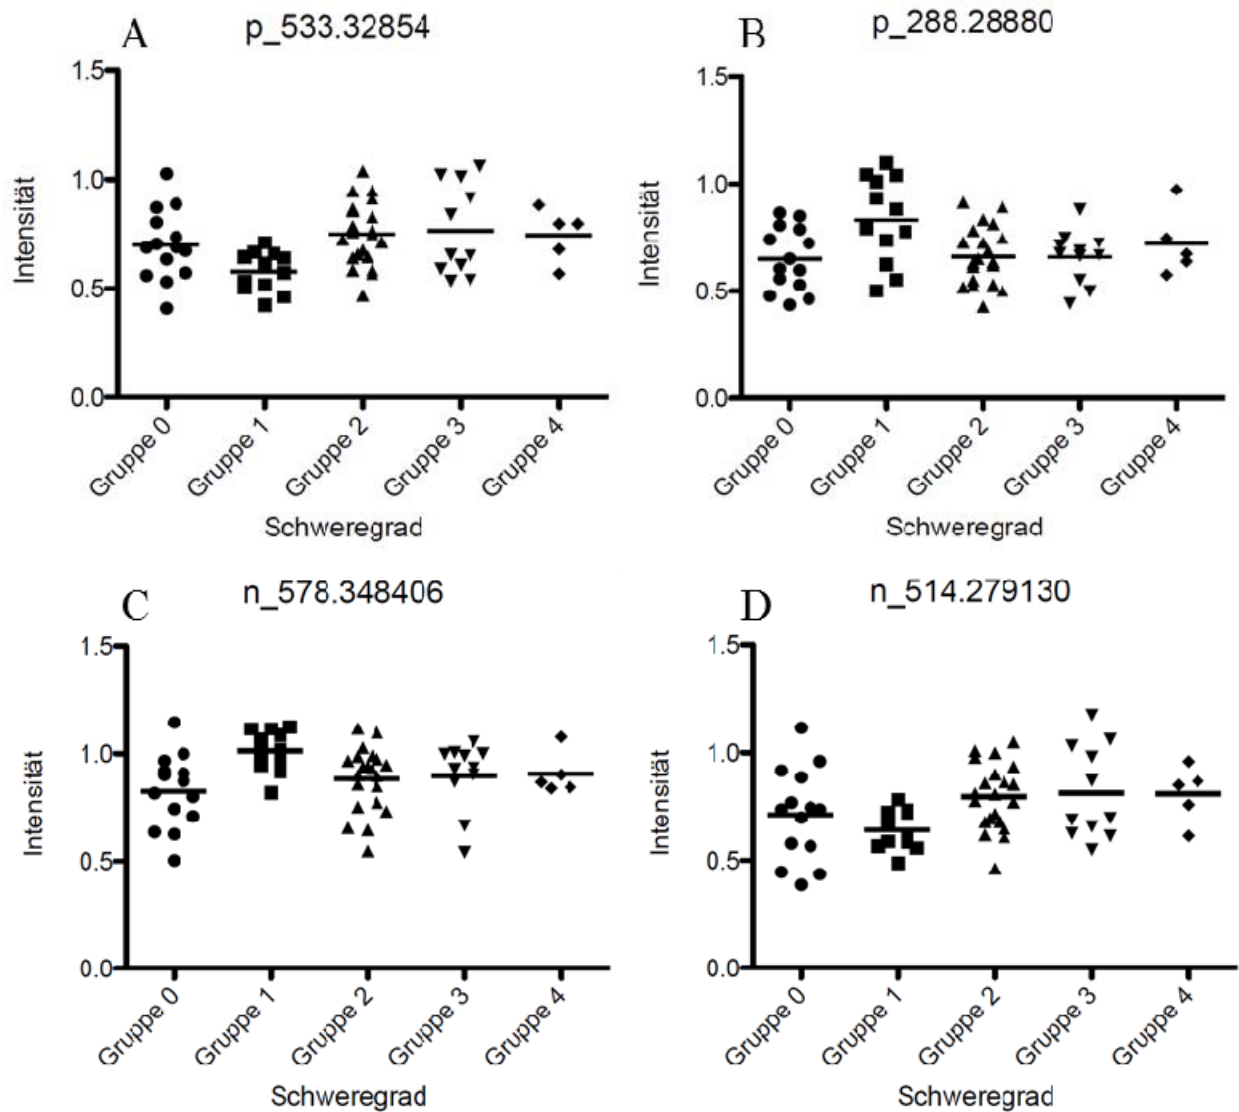 A p_533.32854
1.5
1.0
0.5
0.0
Intensität
Gruppe 0
Gruppe 1
Gruppe 2
Gruppe 3
Gruppe 4
Schweregrad
B p_288.28880
1.5
1.0
0.5
0.0
Intensität
Gruppe 0
Gruppe 1
Gruppe 2
Gruppe 3
Gruppe 4
Schweregrad
C n_578.348406
1.5
1.0
0.5
0.0
Intensität
Gruppe 0
Gruppe 1
Gruppe 2
Gruppe 3
Gruppe 4
Schweregrad
D n_514.279130
1.5
1.0
0.5
0.0
Intensität
Gruppe 0
Gruppe 1
Gruppe 2
Gruppe 3
Gruppe 4
Schweregrad